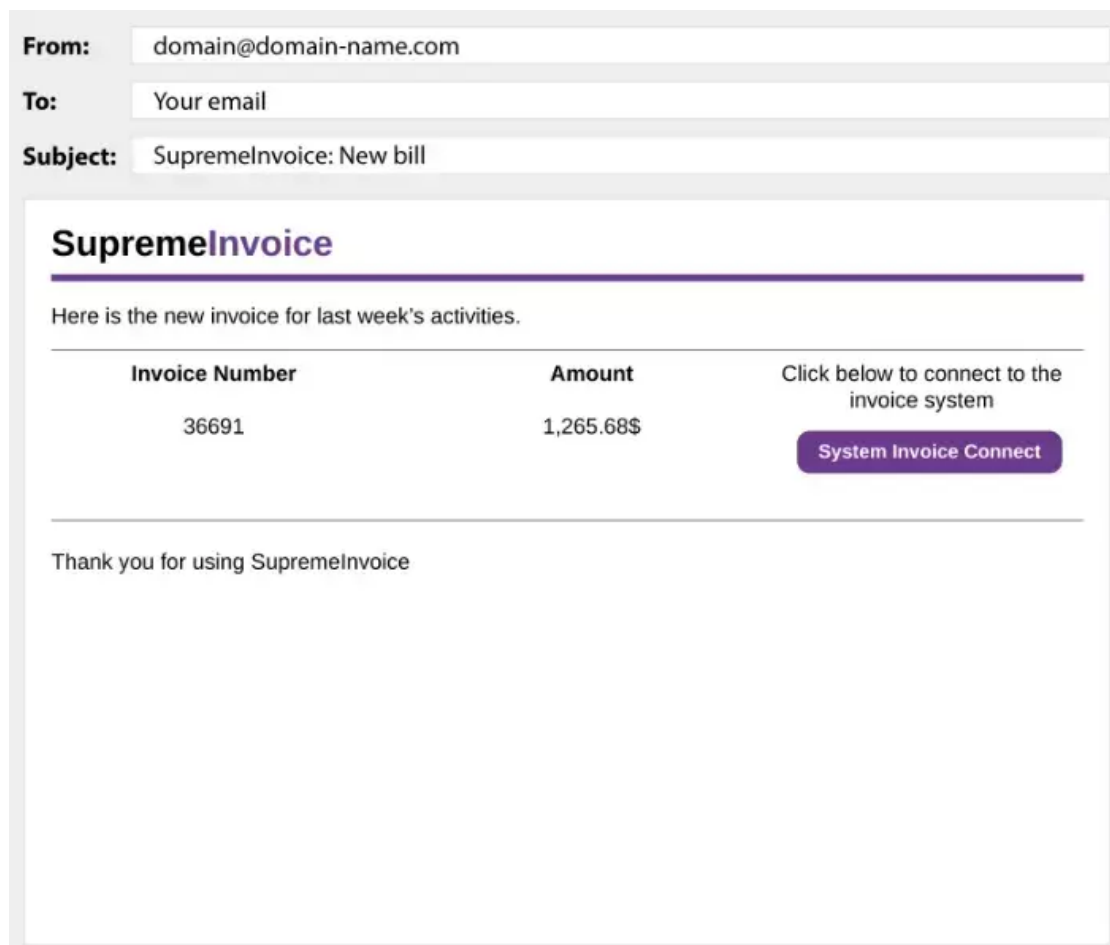 From: domain@domain-name.com
To: Your email
Subject: SupremeInvoice: New bill
SupremeInvoice
Here is the new invoice for last week's activities.
Invoice Number Amount Click below to connect to the
invoice system
36691 1,265.68$
System Invoice Connect
Thank you for using SupremeInvoice